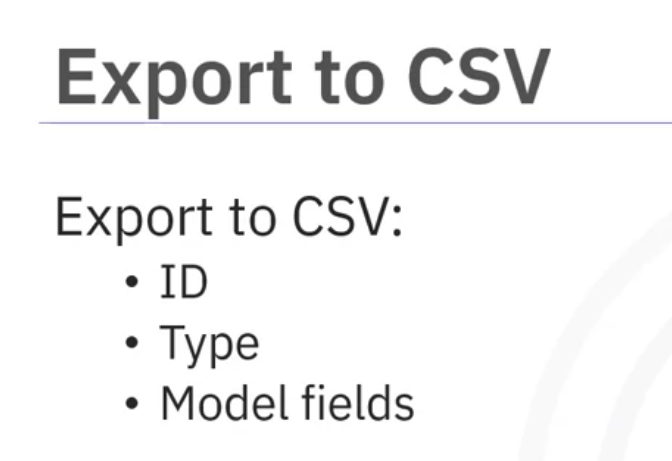 Export to CSV
Export to CSV:
• ID
• Type
• Model fields